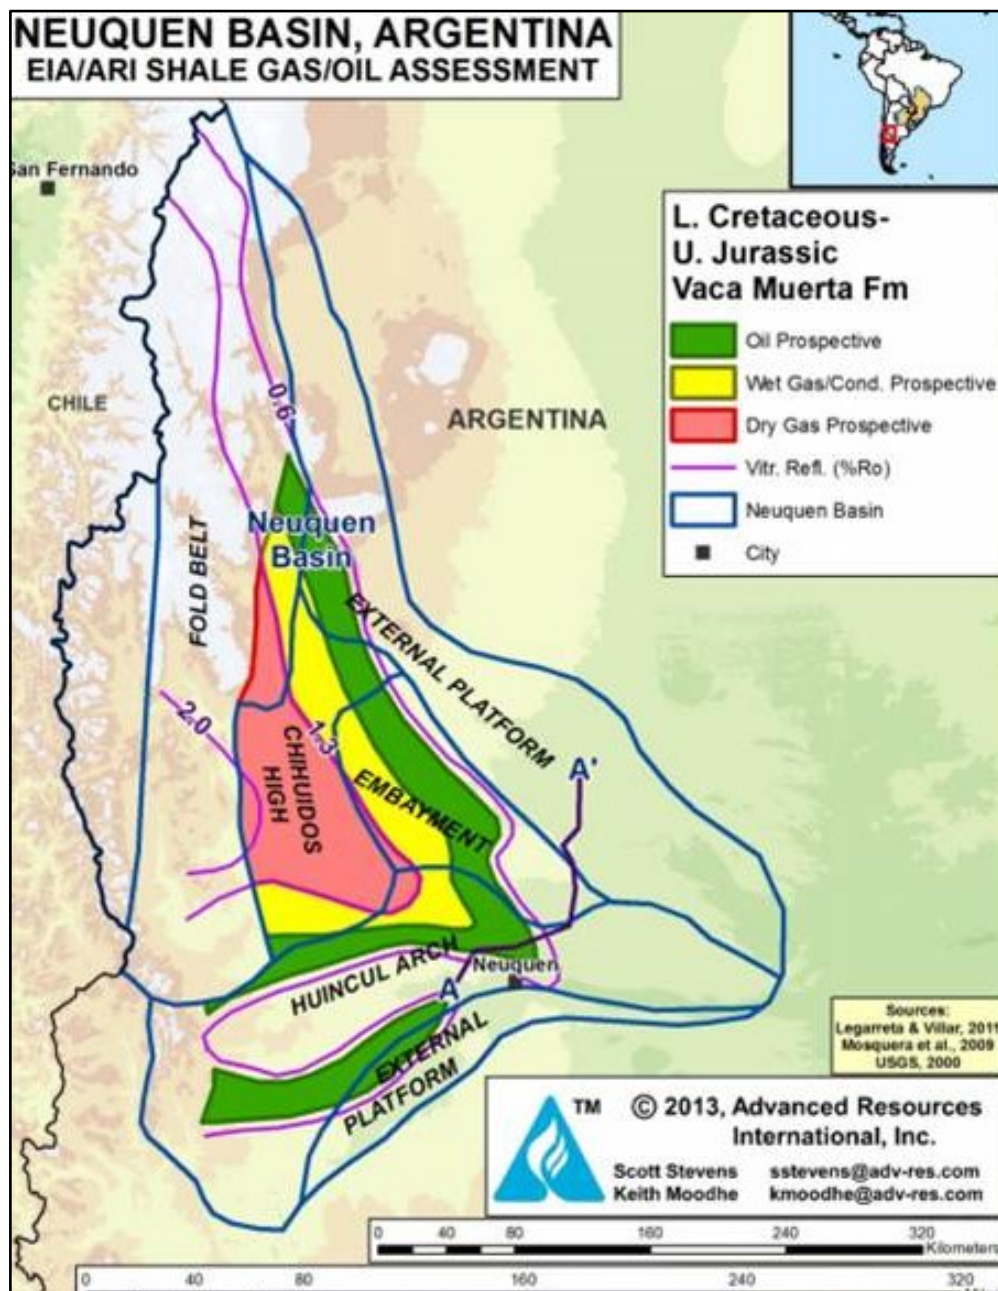 NEUQUEN BASIN, ARGENTINA
EIA/ARI SHALE GAS/OIL ASSESSMENT
San Fernando
L. Cretaceous-
U. Jurassic
Vaca Muerta Fm
Oil Prospective
Wet Gas/Cond. Prospective
Dry Gas Prospective
Vitr. Refl. (%Ro)
Neuquen Basin
City
CHILE
0.6
ARGENTINA
Neuquen
Basin
FOLD BELT
EXTERNAL PLATFORM
2.0
1.3
CHIHUIDOS
HIGH
EMBAYMENT
A'
HUINCUL ARCH
Neuquen
A
EXTERNAL
PLATFORM
Sources:
Legarreta & Villar, 2011
Mosquera et al., 2009
USGS, 2000
TM
© 2013, Advanced Resources
International, Inc.
Scott Stevens sstevens@adv-res.com
Keith Moodhe kmoodhe@adv-res.com
0 40 80 160 240 320
Kilometers
0 40 80 160 240 320